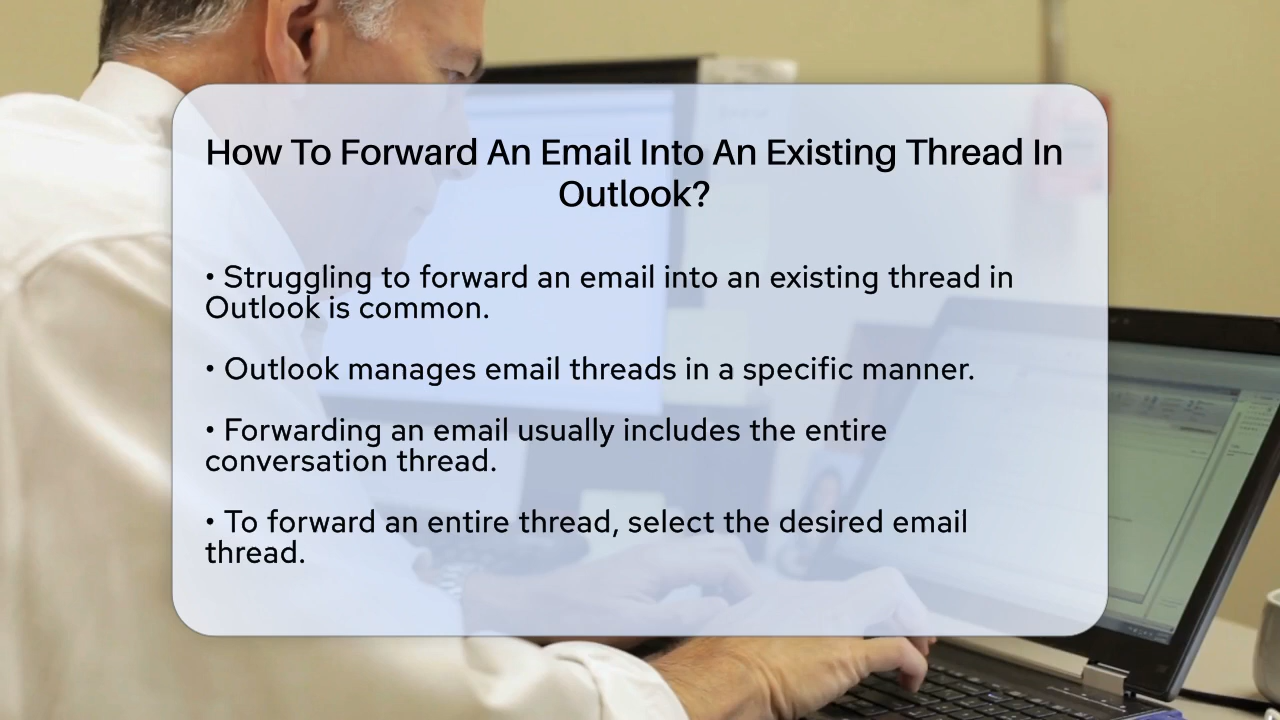 How To Forward An Email Into An Existing Thread In
Outlook?
• Struggling to forward an email into an existing thread in
Outlook is common.
• Outlook manages email threads in a specific manner.
• Forwarding an email usually includes the entire
conversation thread.
• To forward an entire thread, select the desired email
thread.